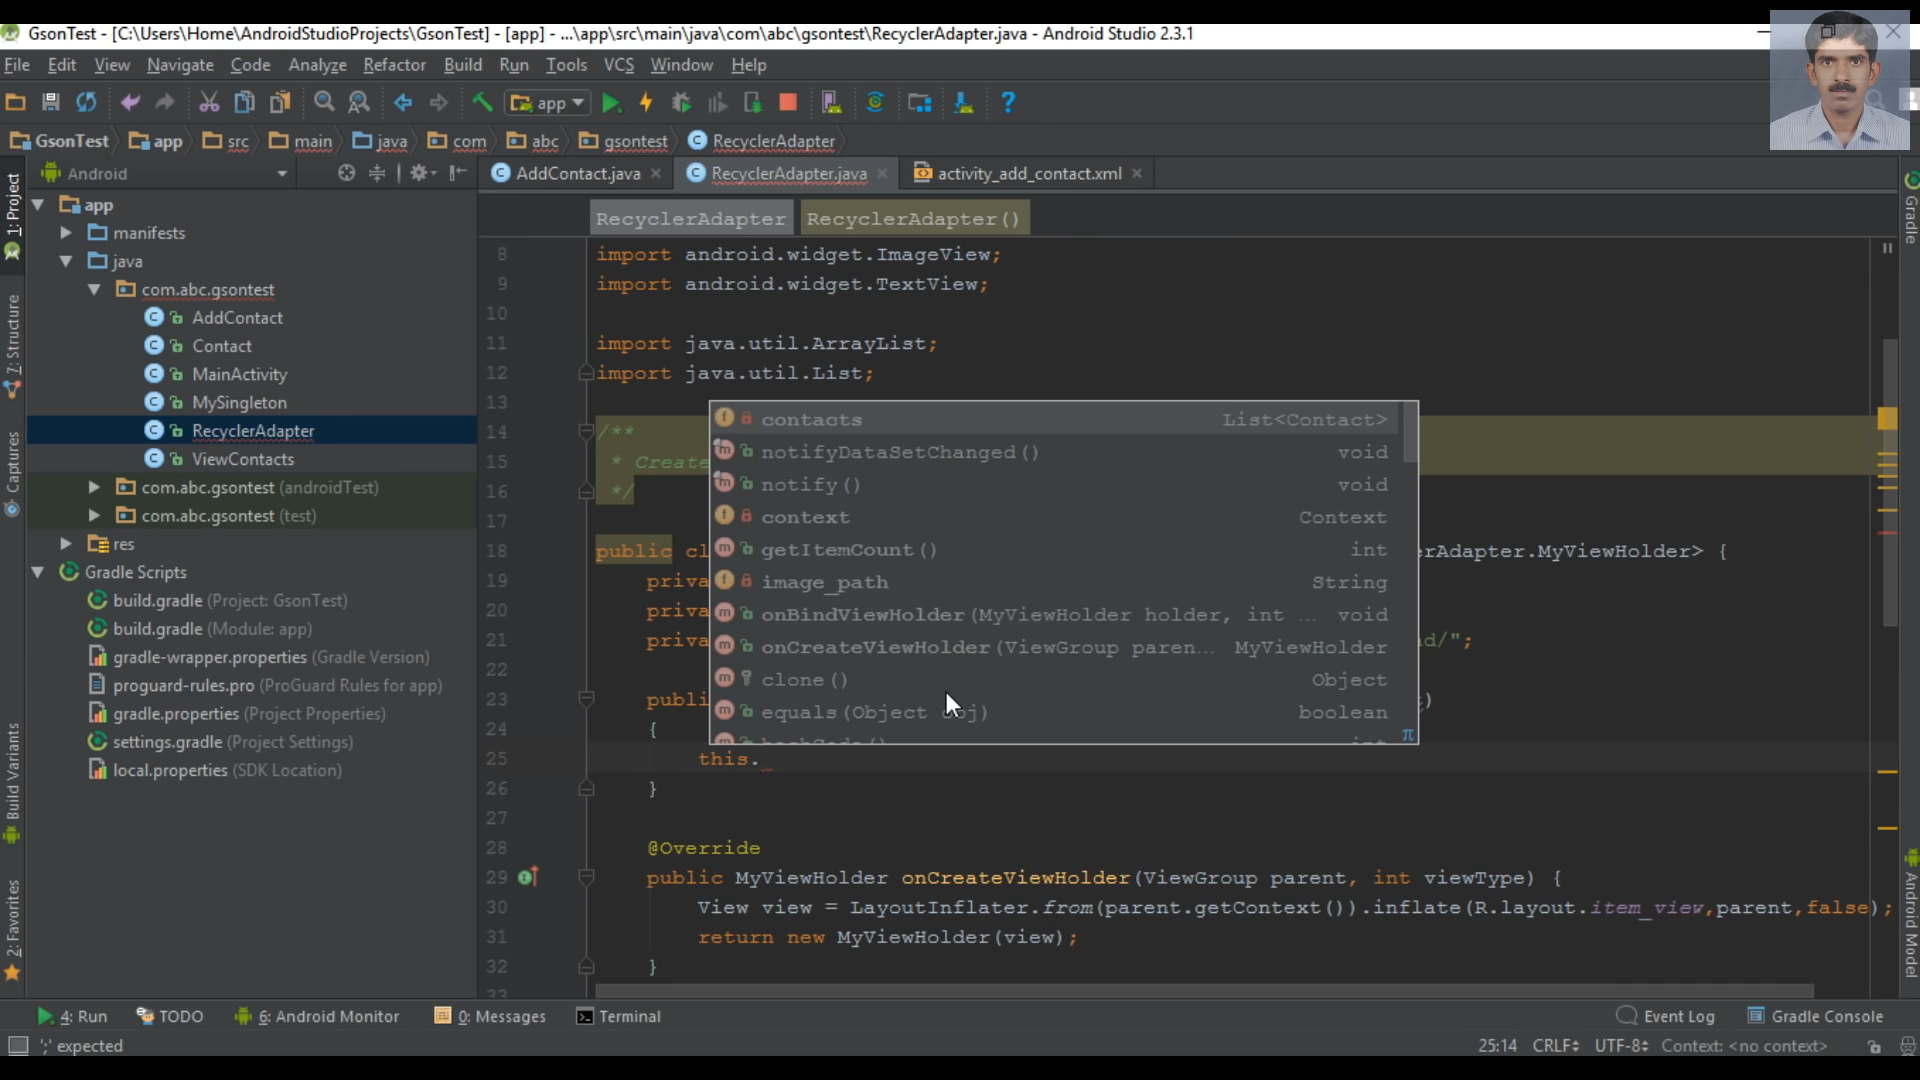 GsonTest - [C:\Users\Home\AndroidStudioProjects\GsonTest] - [app] - ...\app\src\main\java\com\abc\gsontest\RecyclerAdapter.java - Android Studio 2.3.1
File Edit View Navigate Code Analyze Refactor Build Run Tools VCS Window Help
app
GsonTest app src main java com abc gsontest RecyclerAdapter
Android AddContact.java RecyclerAdapter.java activity_add_contact.xml
RecyclerAdapter RecyclerAdapter()
1: Project
7: Structure
Captures
Build Variants
2: Favorites
app
manifests
java
com.abc.gsontest
AddContact
Contact
MainActivity
MySingleton
RecyclerAdapter
ViewContacts
com.abc.gsontest (androidTest)
com.abc.gsontest (test)
res
Gradle Scripts
build.gradle (Project: GsonTest)
build.gradle (Module: app)
gradle-wrapper.properties (Gradle Version)
proguard-rules.pro (ProGuard Rules for app)
gradle.properties (Project Properties)
settings.gradle (Project Settings)
local.properties (SDK Location)
8 import android.widget.ImageView;
9 import android.widget.TextView;
10
11 import java.util.ArrayList;
12 import java.util.List;
13
14 /**
15 * Create
16 */
17
18 public cl erAdapter.MyViewHolder> {
19 priva
20 priva
21 priva d/";
22
23 publi )
24 {
25 this.
26 }
27
28 @Override
29 public MyViewHolder onCreateViewHolder(ViewGroup parent, int viewType) {
30 View view = LayoutInflater.from(parent.getContext()).inflate(R.layout.item_view,parent,false);
31 return new MyViewHolder(view);
32 }
33
contacts List<Contact>
notifyDataSetChanged() void
notify() void
context Context
getItemCount() int
image_path String
onBindViewHolder(MyViewHolder holder, int ... void
onCreateViewHolder(ViewGroup paren... MyViewHolder
clone() Object
equals(Object obj) boolean
hashCode() int
π
Gradle
Android Model
4: Run TODO 6: Android Monitor 0: Messages Terminal Event Log Gradle Console
';' expected 25:14 CRLF UTF-8 Context: <no context>